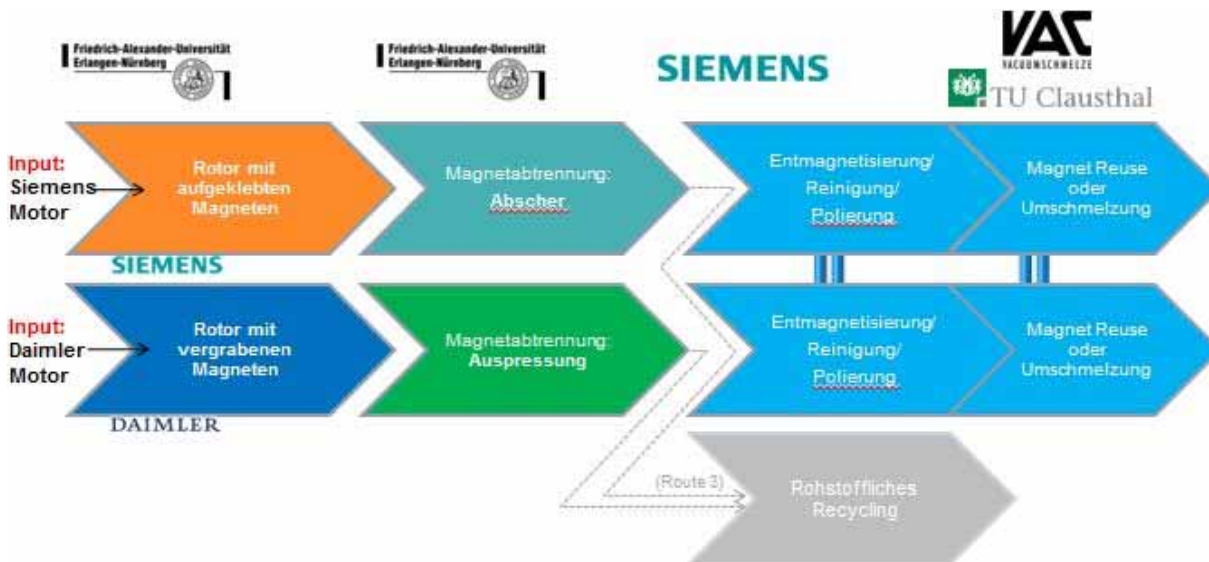 Friedrich-Alexander-Universität
Erlangen-Nürnberg
Friedrich-Alexander-Universität
Erlangen-Nürnberg
SIEMENS
VAC
VACUUMSCHMELZE
TU Clausthal
Input:
Siemens
Motor
Rotor mit
aufgeklebten
Magneten
Magnetabtrennung:
Abscher
Entmagnetisierung/
Reinigung/
Polierung
Magnet Reuse
oder
Umschmelzung
SIEMENS
Input:
Daimler
Motor
Rotor mit
vergrabenen
Magneten
Magnetabtrennung:
Auspressung
Entmagnetisierung/
Reinigung/
Polierung
Magnet Reuse
oder
Umschmelzung
DAIMLER
(Route 3)
Rohstoffliches
Recycling